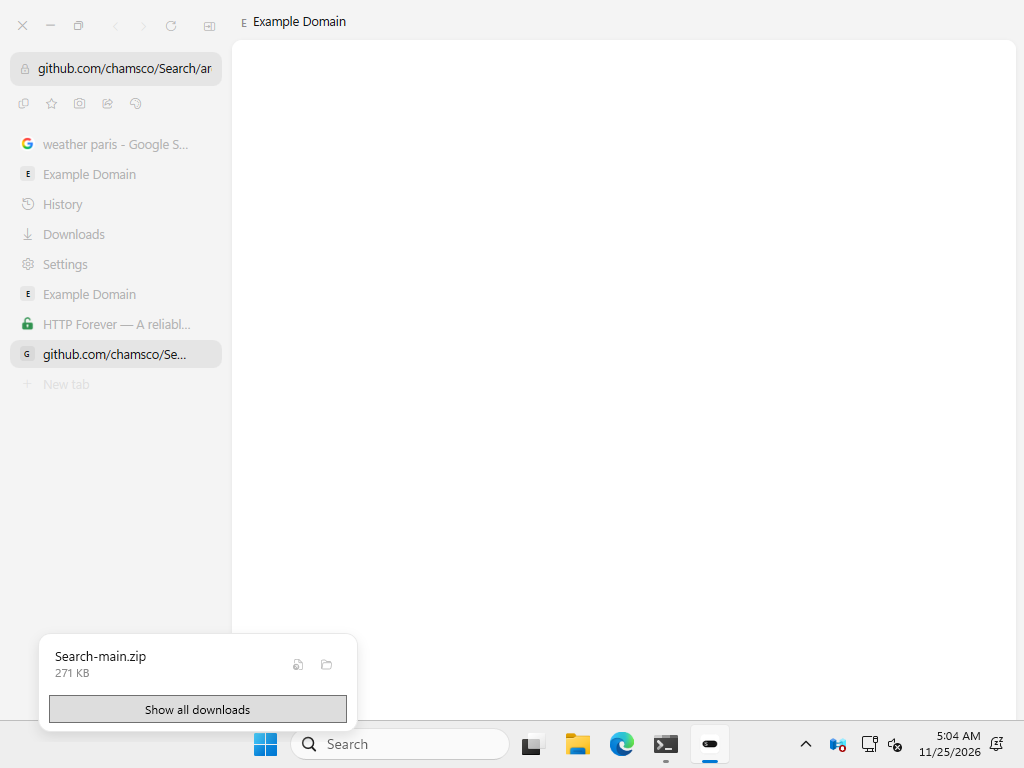 E Example Domain
github.com/chamsco/Search/ar
weather paris - Google S...
E Example Domain
History
Downloads
Settings
E Example Domain
HTTP Forever — A reliabl...
G github.com/chamsco/Se...
+ New tab
Search-main.zip
271 KB
Show all downloads
Search
5:04 AM
11/25/2026